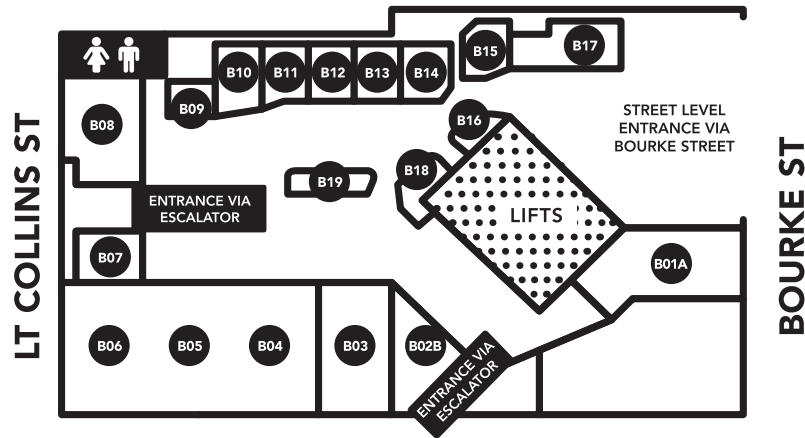 B15
B17
B10
B11
B12
B13
B14
B09
B08
B16
STREET LEVEL
ENTRANCE VIA
BOURKE STREET
B18
B19
LT COLLINS ST
ENTRANCE VIA
ESCALATOR
LIFTS
BOURKE ST
B07
B01A
B06
B05
B04
B03
B02B
ENTRANCE VIA
ESCALATOR